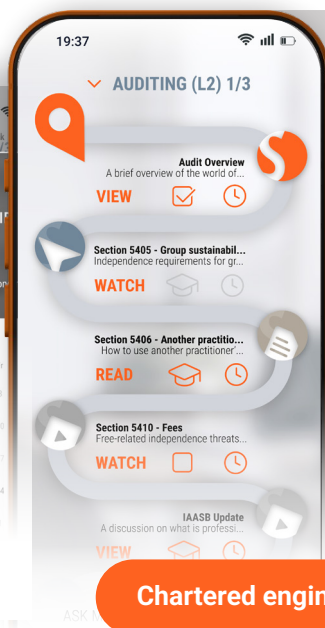 19:37
AUDITING (L2) 1/3
Audit Overview
A brief overview of the world of...
VIEW
Section 5405 - Group sustainabil...
Independence requirements for gr...
WATCH
Section 5406 - Another practitio...
How to use another practitioner'...
READ
Section 5410 - Fees
Free-related independence threats...
WATCH
IAASB Update
A discussion on what is professi...
VIEW
ASK M
Chartered engin